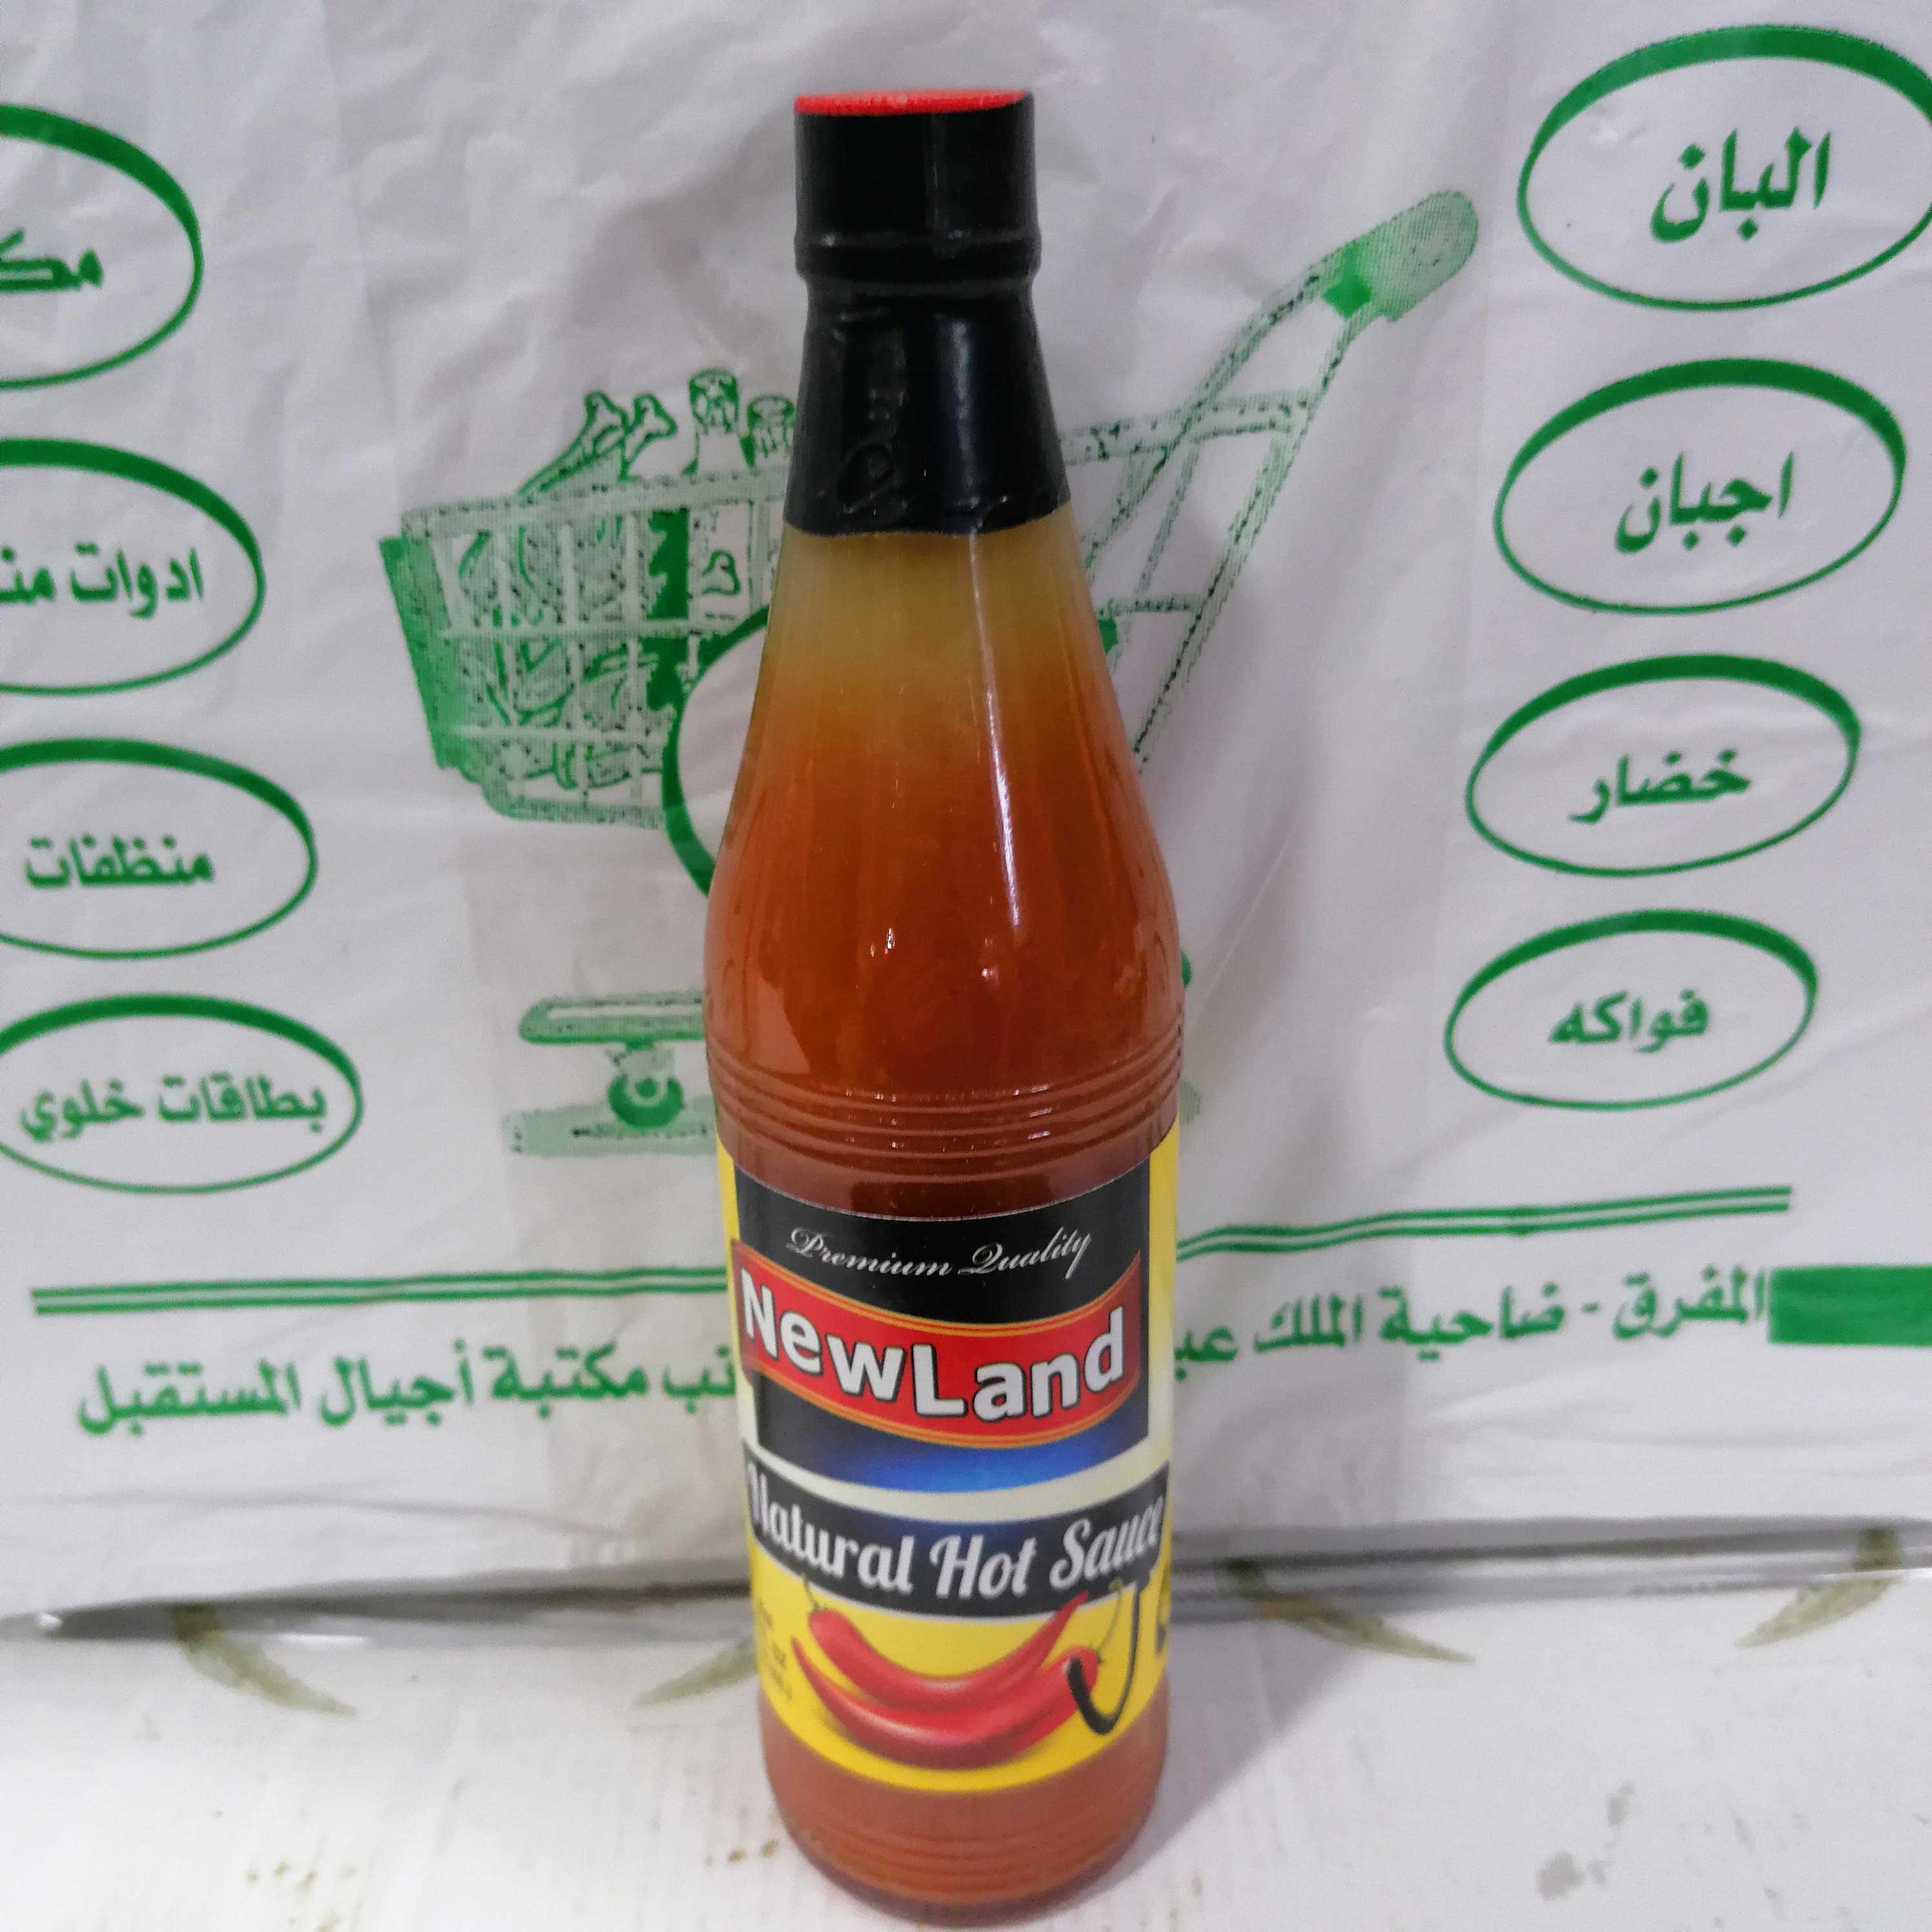 البان
اجبان
خضار
فواكه
ادوات
منظفات
بطاقات خلوي
المفرق - ضاحية الملك
مكتبة أجيال المستقبل
Premium Quality
NewLand
Natural Hot Sauce